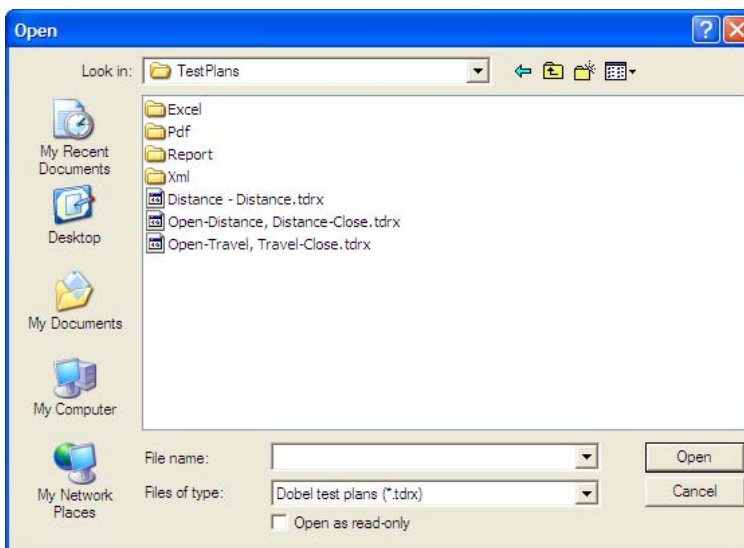 Open
Look in: TestPlans
My Recent
Documents
Desktop
My Documents
My Computer
My Network
Places
Excel
Pdf
Report
Xml
Distance - Distance.tdrx
Open-Distance, Distance-Close.tdrx
Open-Travel, Travel-Close.tdrx
File name:
Open
Files of type: Dobel test plans (*.tdrx)
Cancel
Open as read-only